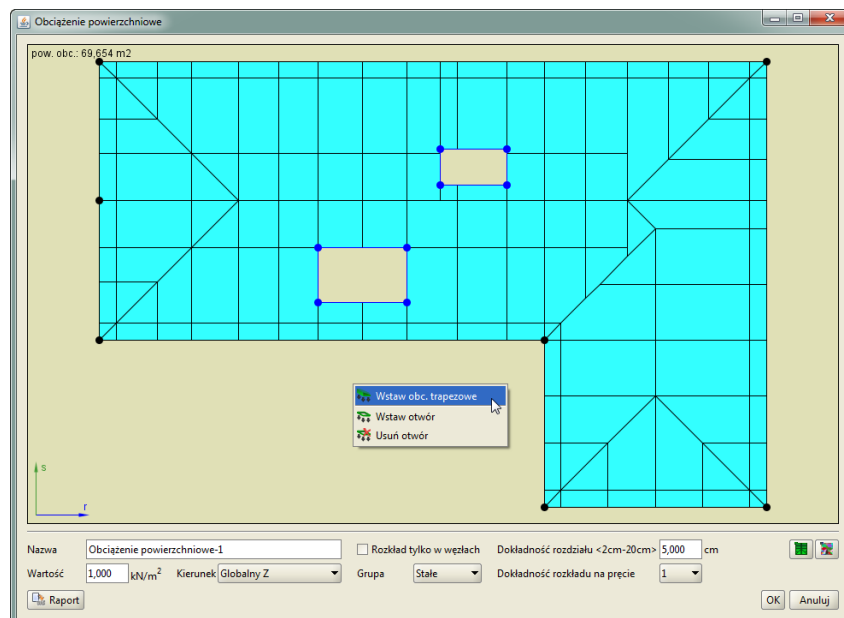 Obciążenie powierzchniowe
pow. obc.: 69,654 m2
Wstaw obc. trapezowe
Wstaw otwór
Usuń otwór
s
r
Nazwa Obciążenie powierzchniowe-1 Rozkład tylko w węzłach Dokładność rozdziału <2cm-20cm> 5,000 cm
Wartość 1,000 kN/m² Kierunek Globalny Z Grupa Stałe Dokładność rozkładu na pręcie 1
Raport OK Anuluj